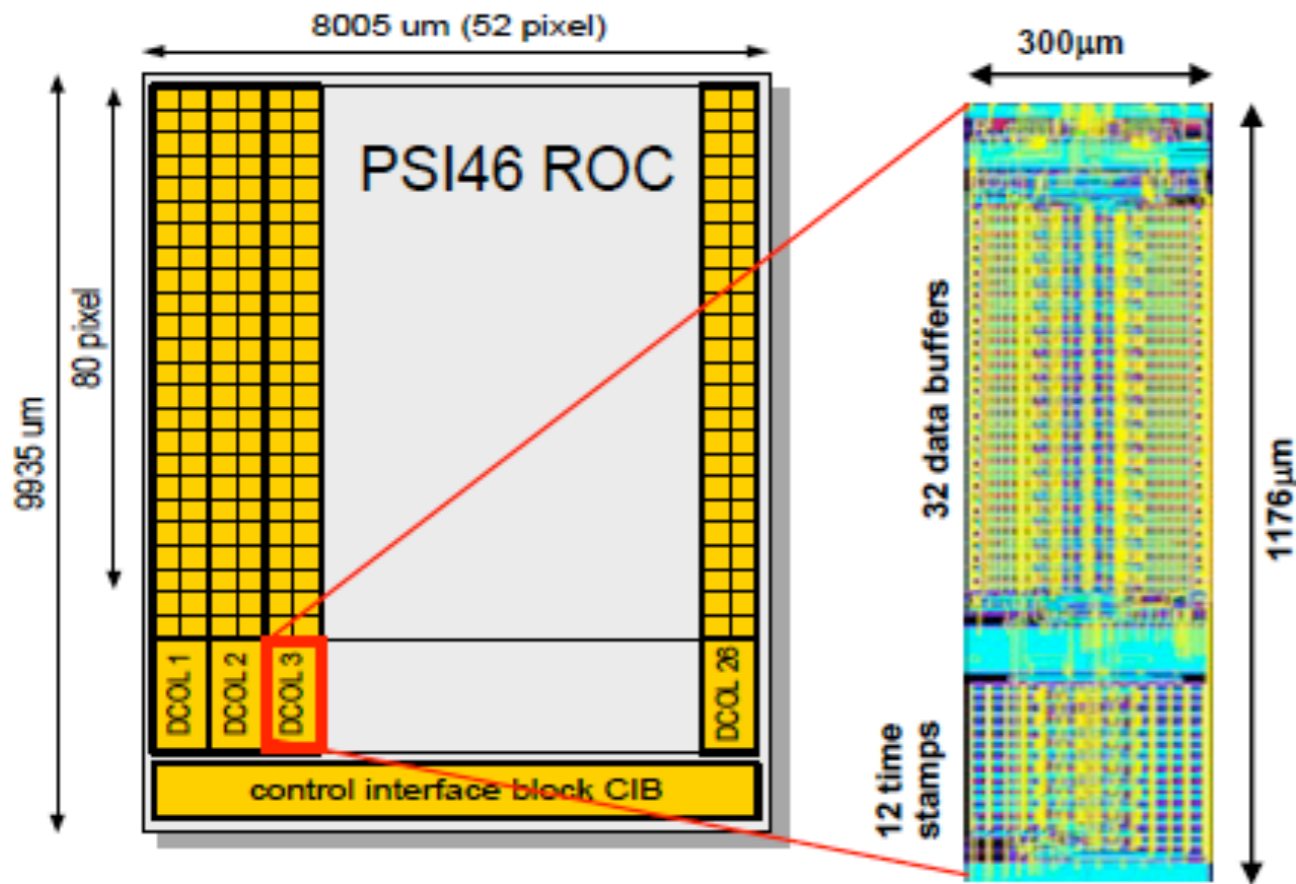 8005 um (52 pixel)
300μm
PSI46 ROC
80 pixel
9935 um
32 data buffers
1176μm
DCOL 1
DCOL 2
DCOL 3
DCOL 26
12 time
stamps
control interface block CIB